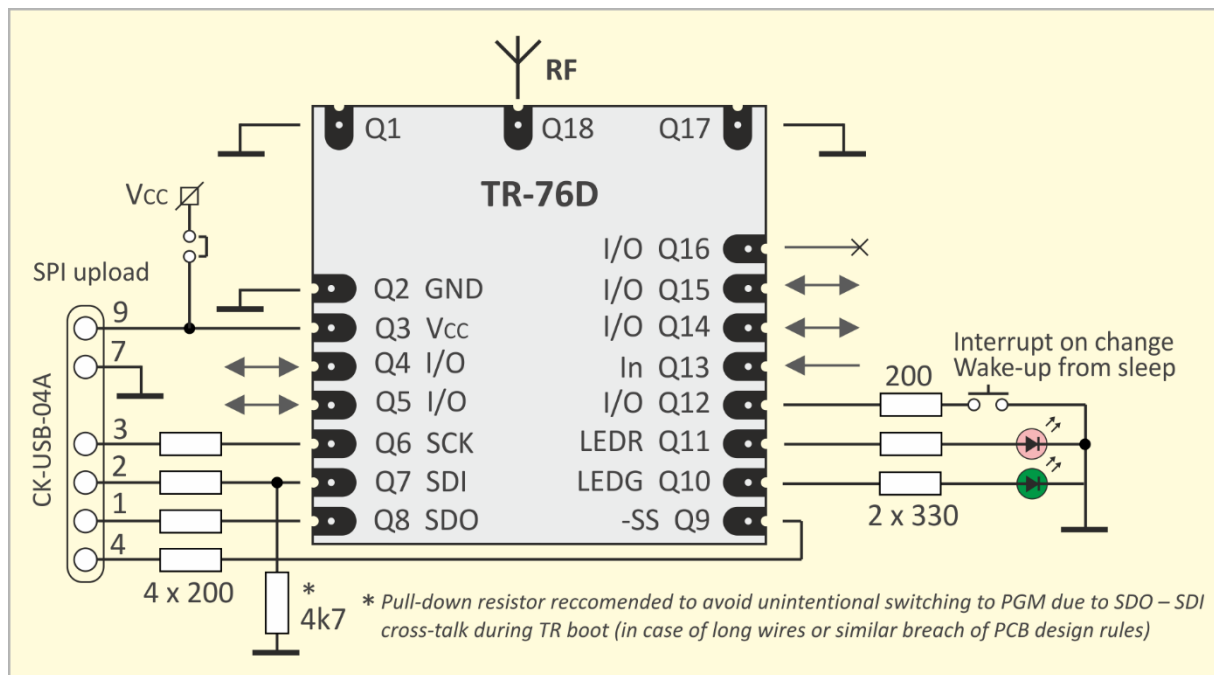 RF
Q1
Q18
Q17
TR-76D
VCC
SPI upload
CK-USB-04A
9
7
3
2
1
4
Q2 GND
Q3 VCC
Q4 I/O
Q5 I/O
Q6 SCK
Q7 SDI
Q8 SDO
I/O Q16
I/O Q15
I/O Q14
In Q13
I/O Q12
LEDR Q11
LEDG Q10
-SS Q9
Interrupt on change
Wake-up from sleep
200
2 x 330
4 x 200
*
4k7
* Pull-down resistor reccomended to avoid unintentional switching to PGM due to SDO – SDI
cross-talk during TR boot (in case of long wires or similar breach of PCB design rules)